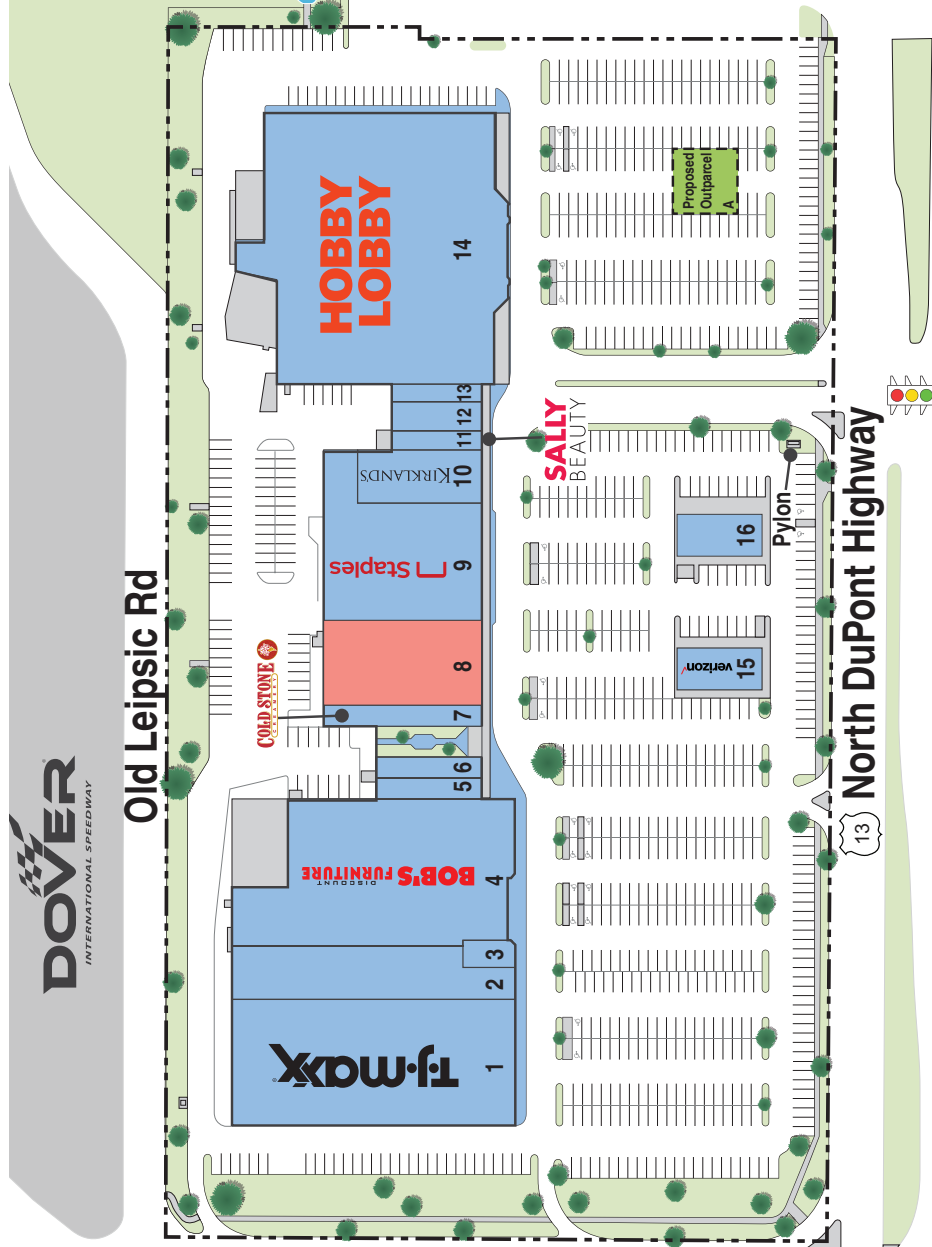 DOVER
INTERNATIONAL SPEEDWAY
Old Leipsic Rd
HOBBY
LOBBY
14
13
12
11
SALLY
BEAUTY
KIRKLAND'S
10
Staples
9
8
COLD STONE
CREAMERY
7
6
5
BOB'S
DISCOUNT
FURNITURE
4
3
2
T.J.maxx
1
Proposed
Outparcel
A
Pylon
16
verizon
15
North DuPont Highway
13